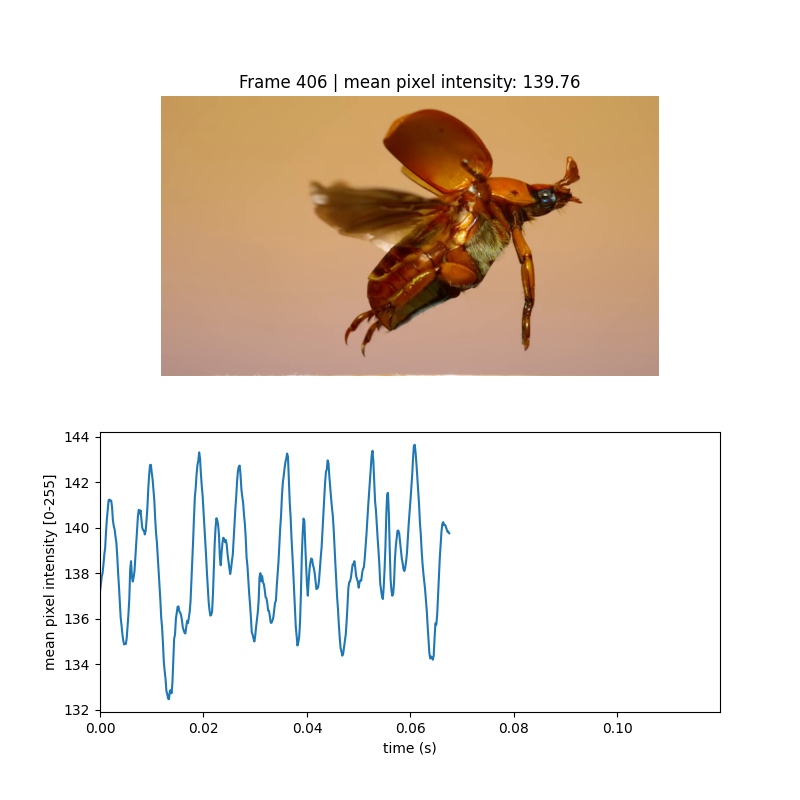 Frame 406 | mean pixel intensity: 139.76
144
142
140
138
136
134
132
mean pixel intensity [0-255]
0.00 0.02 0.04 0.06 0.08 0.10
time (s)